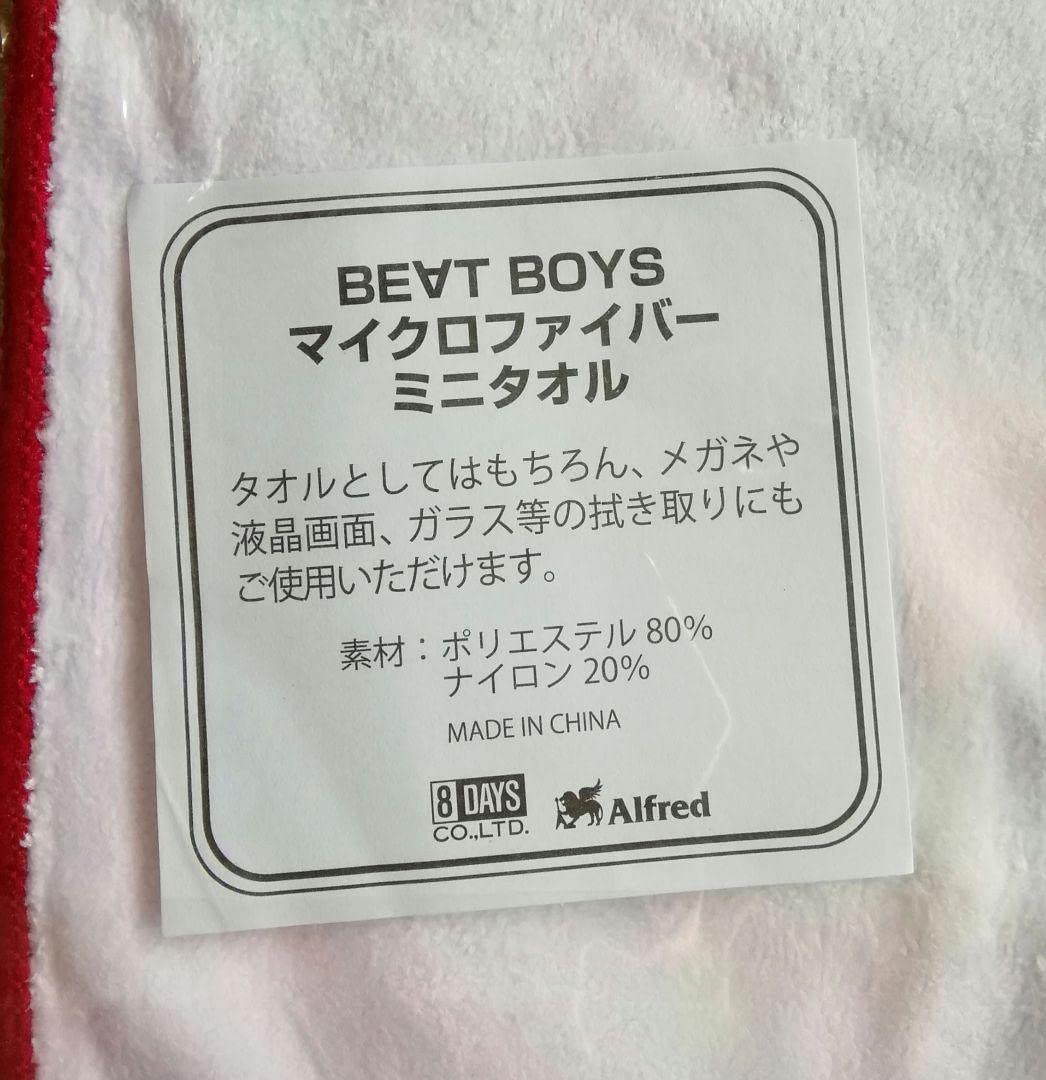 BE∀T BOYS
マイクロファイバー
ミニタオル
タオルとしてはもちろん、メガネや
液晶画面、ガラス等の拭き取りにも
ご使用いただけます。
素材：ポリエステル 80%
ナイロン 20%
MADE IN CHINA
8 DAYS
CO.,LTD.
Alfred